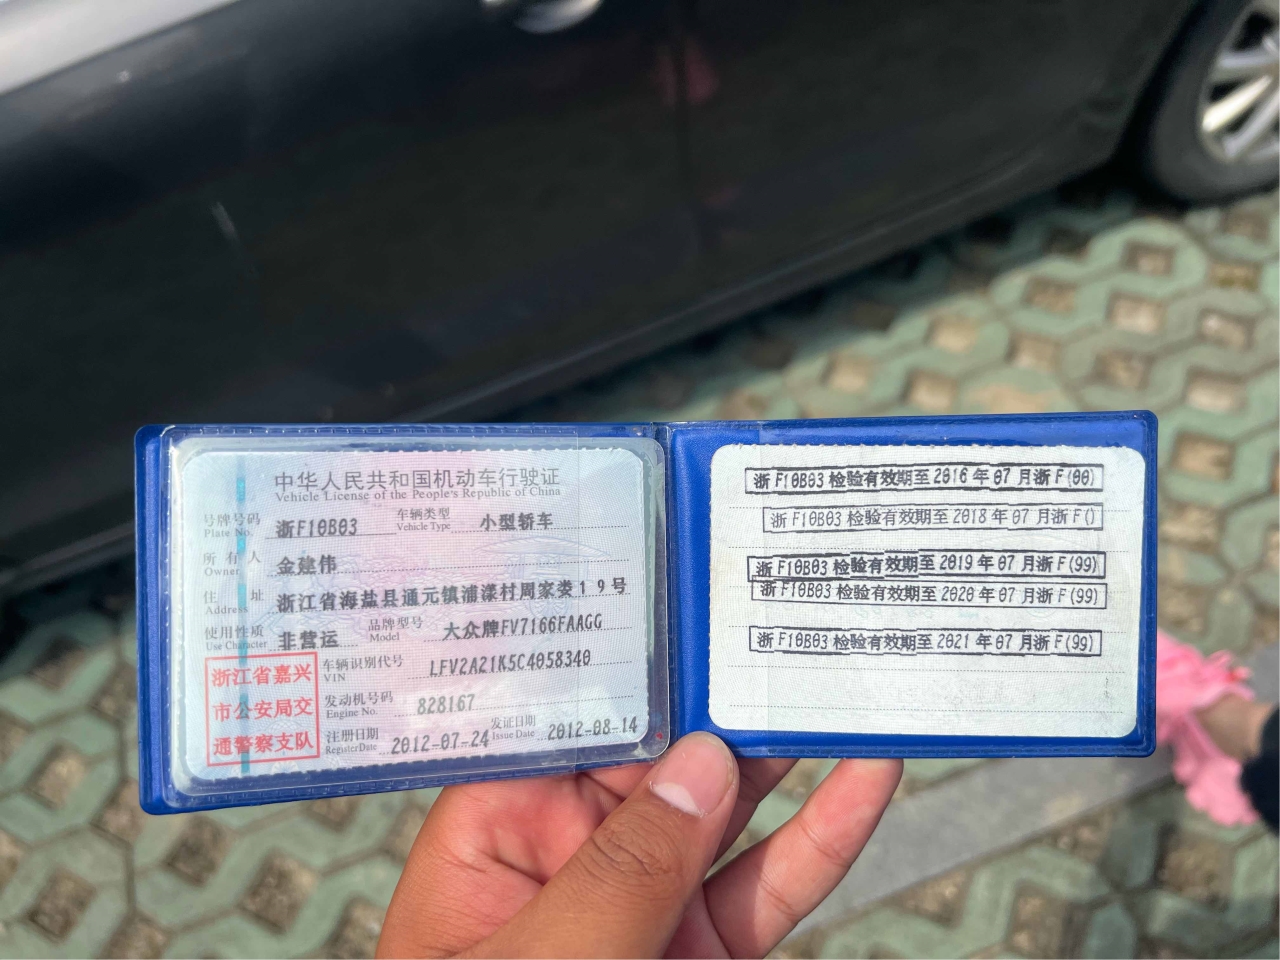 中华人民共和国机动车行驶证
Vehicle License of the People's Republic of China
号牌号码 浙F10B03 车辆类型 小型轿车
Plate No. Vehicle Type
所有人 金建伟
Owner
住址 浙江省海盐县通元镇浦漾村周家娄19号
Address
使用性质 非营运 品牌型号 大众牌FV7166FAAGG
Use Character Model
浙江省嘉兴
市公安局交
通警察支队
车辆识别代号 LFV2A21K5C4058340
VIN
发动机号码 828167
Engine No.
注册日期 2012-07-24 发证日期 2012-08-14
Register Date Issue Date
浙F10B03检验有效期至2016年07月浙F(00)
浙F10B03检验有效期至2018年07月浙F()
浙F10B03检验有效期至2019年07月浙F(99)
浙F10B03检验有效期至2020年07月浙F(99)
浙F10B03检验有效期至2021年07月浙F(99)